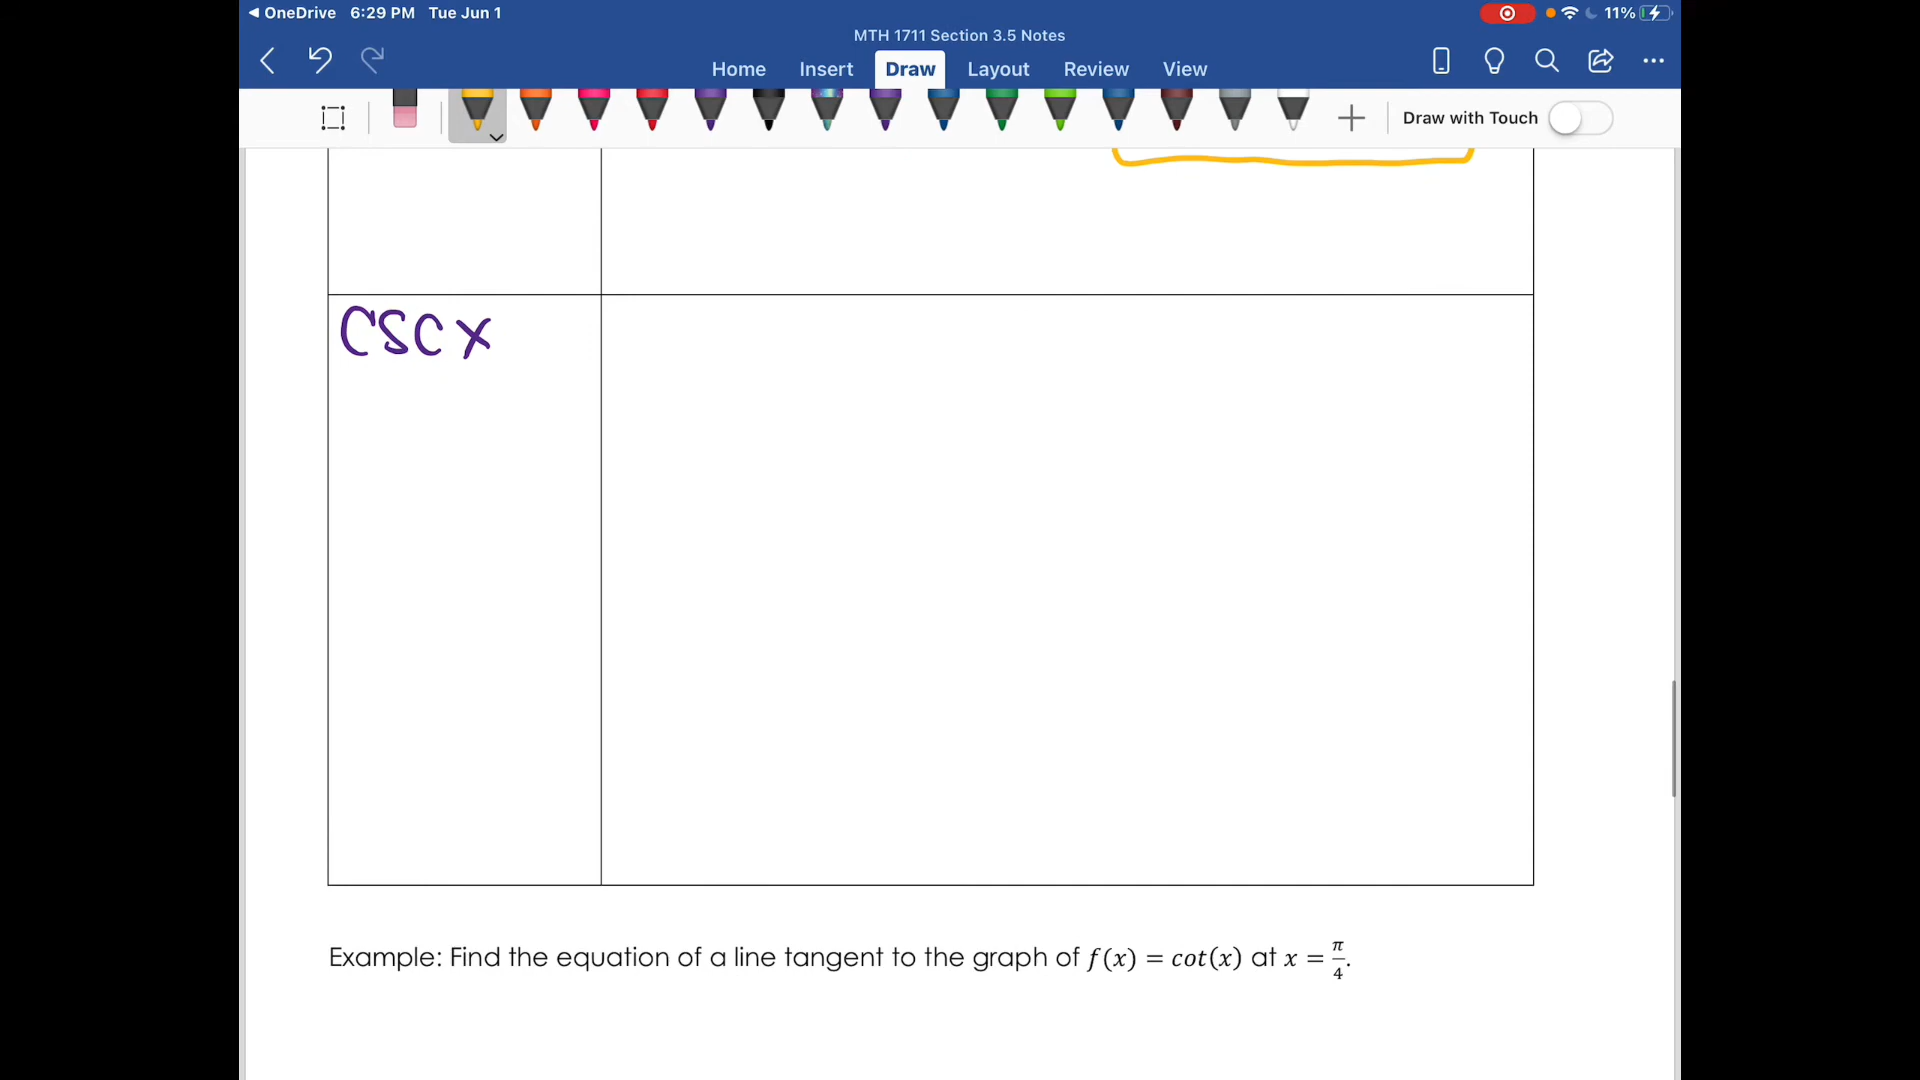 OneDrive 6:29 PM Tue Jun 1 11%
MTH 1711 Section 3.5 Notes
Home Insert Draw Layout Review View
Draw with Touch
csc x
Example: Find the equation of a line tangent to the graph of f(x) = cot(x) at x = π/4.